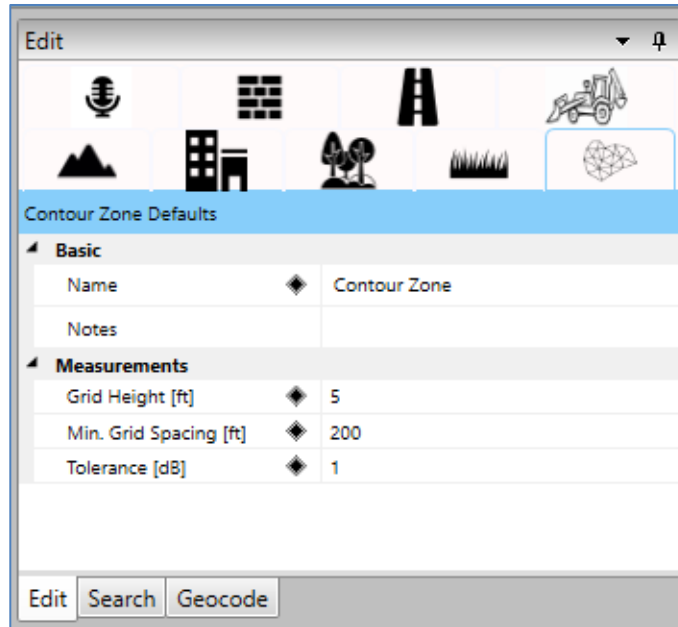 Edit
Contour Zone Defaults
Basic
Name Contour Zone
Notes
Measurements
Grid Height [ft] 5
Min. Grid Spacing [ft] 200
Tolerance [dB] 1
Edit Search Geocode